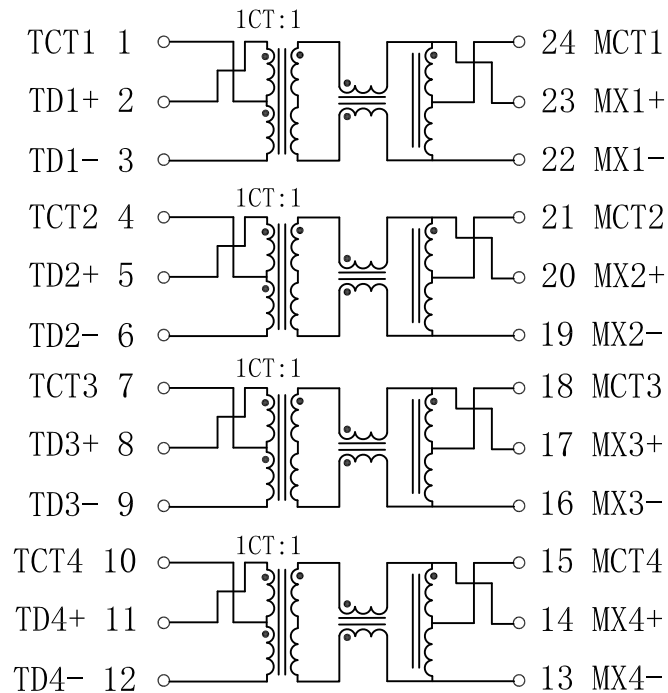 1CT:1
TCT1 1 24 MCT1
TD1+ 2 23 MX1+
TD1- 3 22 MX1-
1CT:1
TCT2 4 21 MCT2
TD2+ 5 20 MX2+
TD2- 6 19 MX2-
1CT:1
TCT3 7 18 MCT3
TD3+ 8 17 MX3+
TD3- 9 16 MX3-
1CT:1
TCT4 10 15 MCT4
TD4+ 11 14 MX4+
TD4- 12 13 MX4-